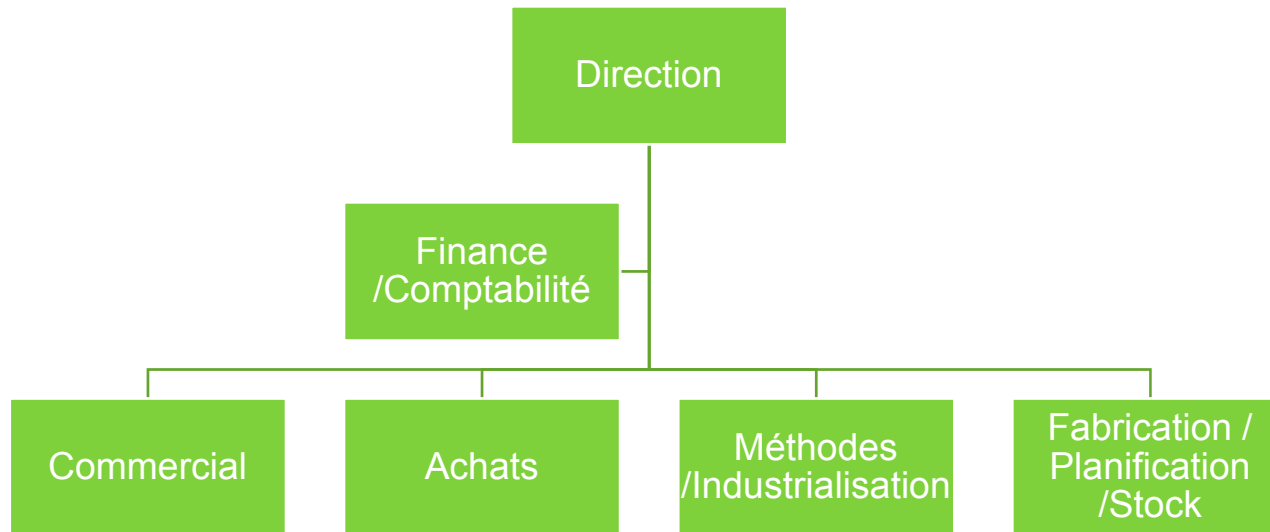 Direction
Finance
/Comptabilité
Commercial
Achats
Méthodes
/Industrialisation
Fabrication /
Planification
/Stock